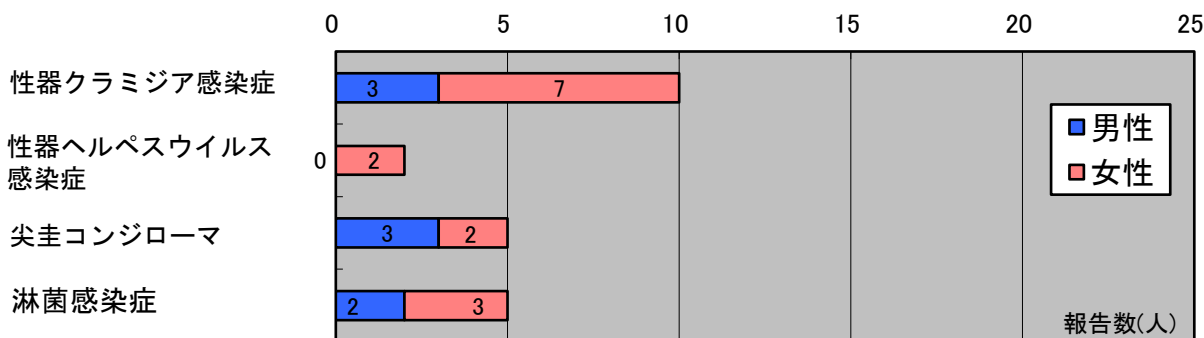 0 5 10 15 20 25
性器クラミジア感染症 3 7
性器ヘルペスウイルス
感染症 0 2
尖圭コンジローマ 3 2
淋菌感染症 2 3
男性
女性
報告数(人)